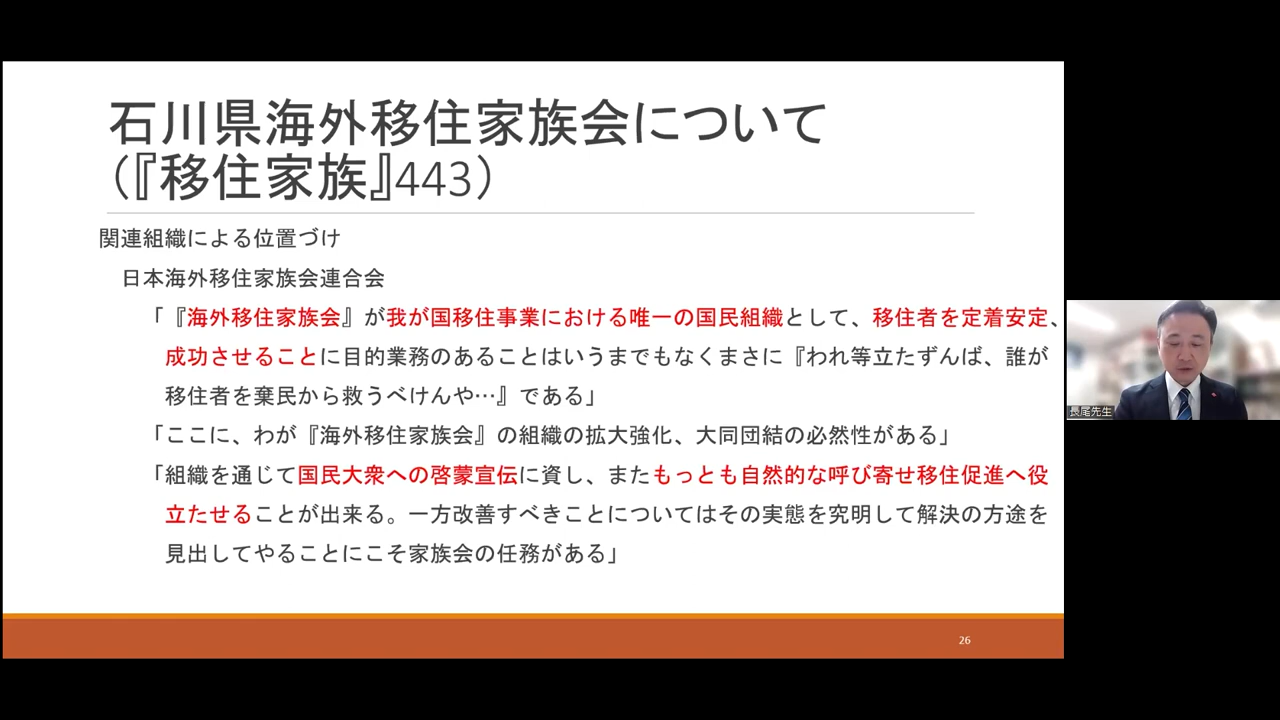 石川県海外移住家族会について
(『移住家族』443)
関連組織による位置づけ
日本海外移住家族会連合会
「『海外移住家族会』が我が国移住事業における唯一の国民組織として、移住者を定着安定、
成功させることに目的業務のあることはいうまでもなくまさに『われ等立たずんば、誰が
移住者を棄民から救うべけんや…』である」
「ここに、わが『海外移住家族会』の組織の拡大強化、大同団結の必然性がある」
「組織を通じて国民大衆への啓蒙宣伝に資し、またもっとも自然的な呼び寄せ移住促進へ役
立たせることが出来る。一方改善すべきことについてはその実態を究明して解決の方途を
見出してやることにこそ家族会の任務がある」
26
長尾先生